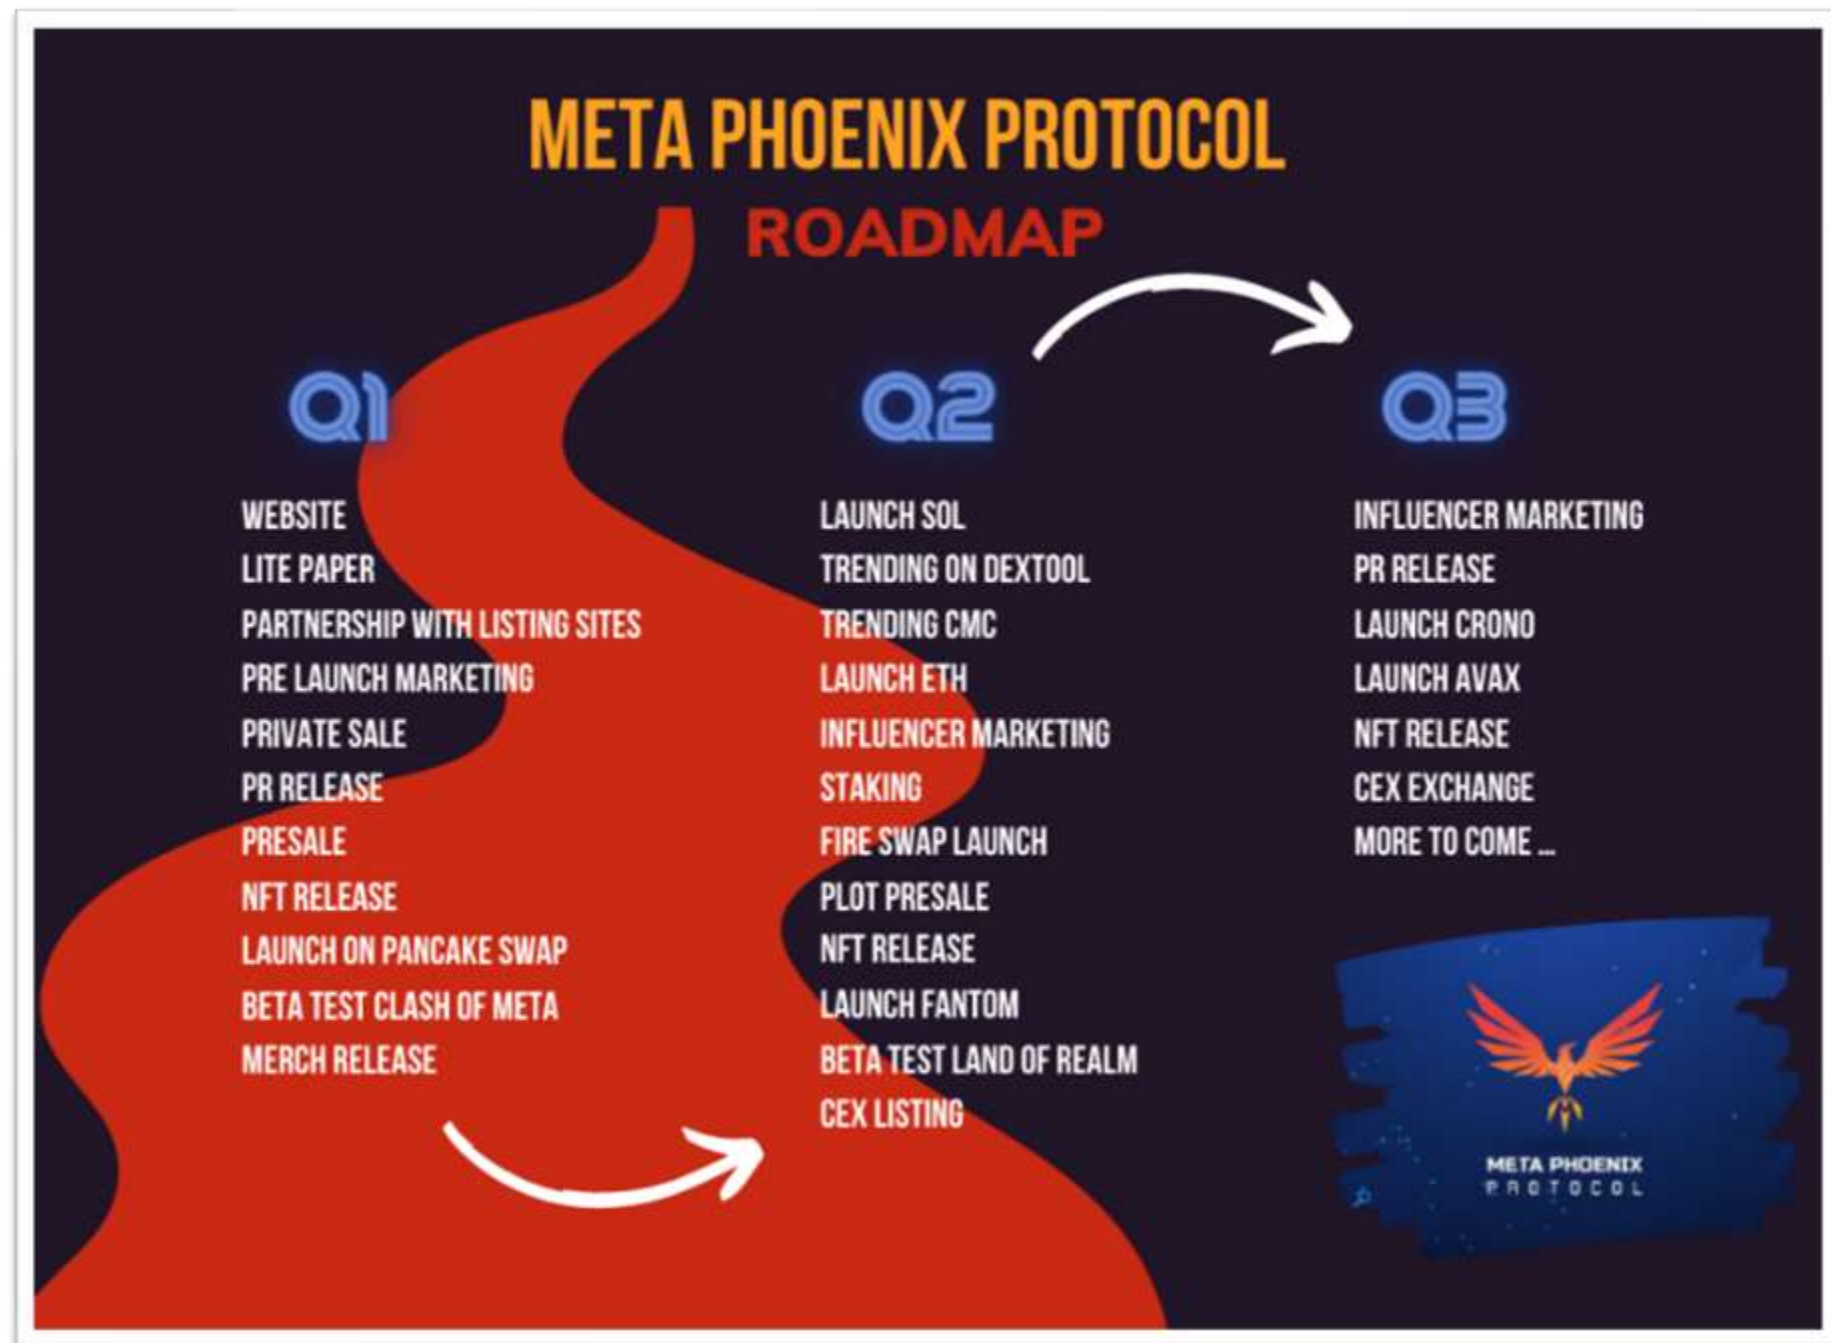 META PHOENIX PROTOCOL
ROADMAP
Q1
WEBSITE
LITE PAPER
PARTNERSHIP WITH LISTING SITES
PRE LAUNCH MARKETING
PRIVATE SALE
PR RELEASE
PRESALE
NFT RELEASE
LAUNCH ON PANCAKE SWAP
BETA TEST CLASH OF META
MERCH RELEASE
Q2
LAUNCH SOL
TRENDING ON DEXTOOL
TRENDING CMC
LAUNCH ETH
INFLUENCER MARKETING
STAKING
FIRE SWAP LAUNCH
PLOT PRESALE
NFT RELEASE
LAUNCH FANTOM
BETA TEST LAND OF REALM
CEX LISTING
Q3
INFLUENCER MARKETING
PR RELEASE
LAUNCH CRONO
LAUNCH AVAX
NFT RELEASE
CEX EXCHANGE
MORE TO COME ...
META PHOENIX
PROTOCOL